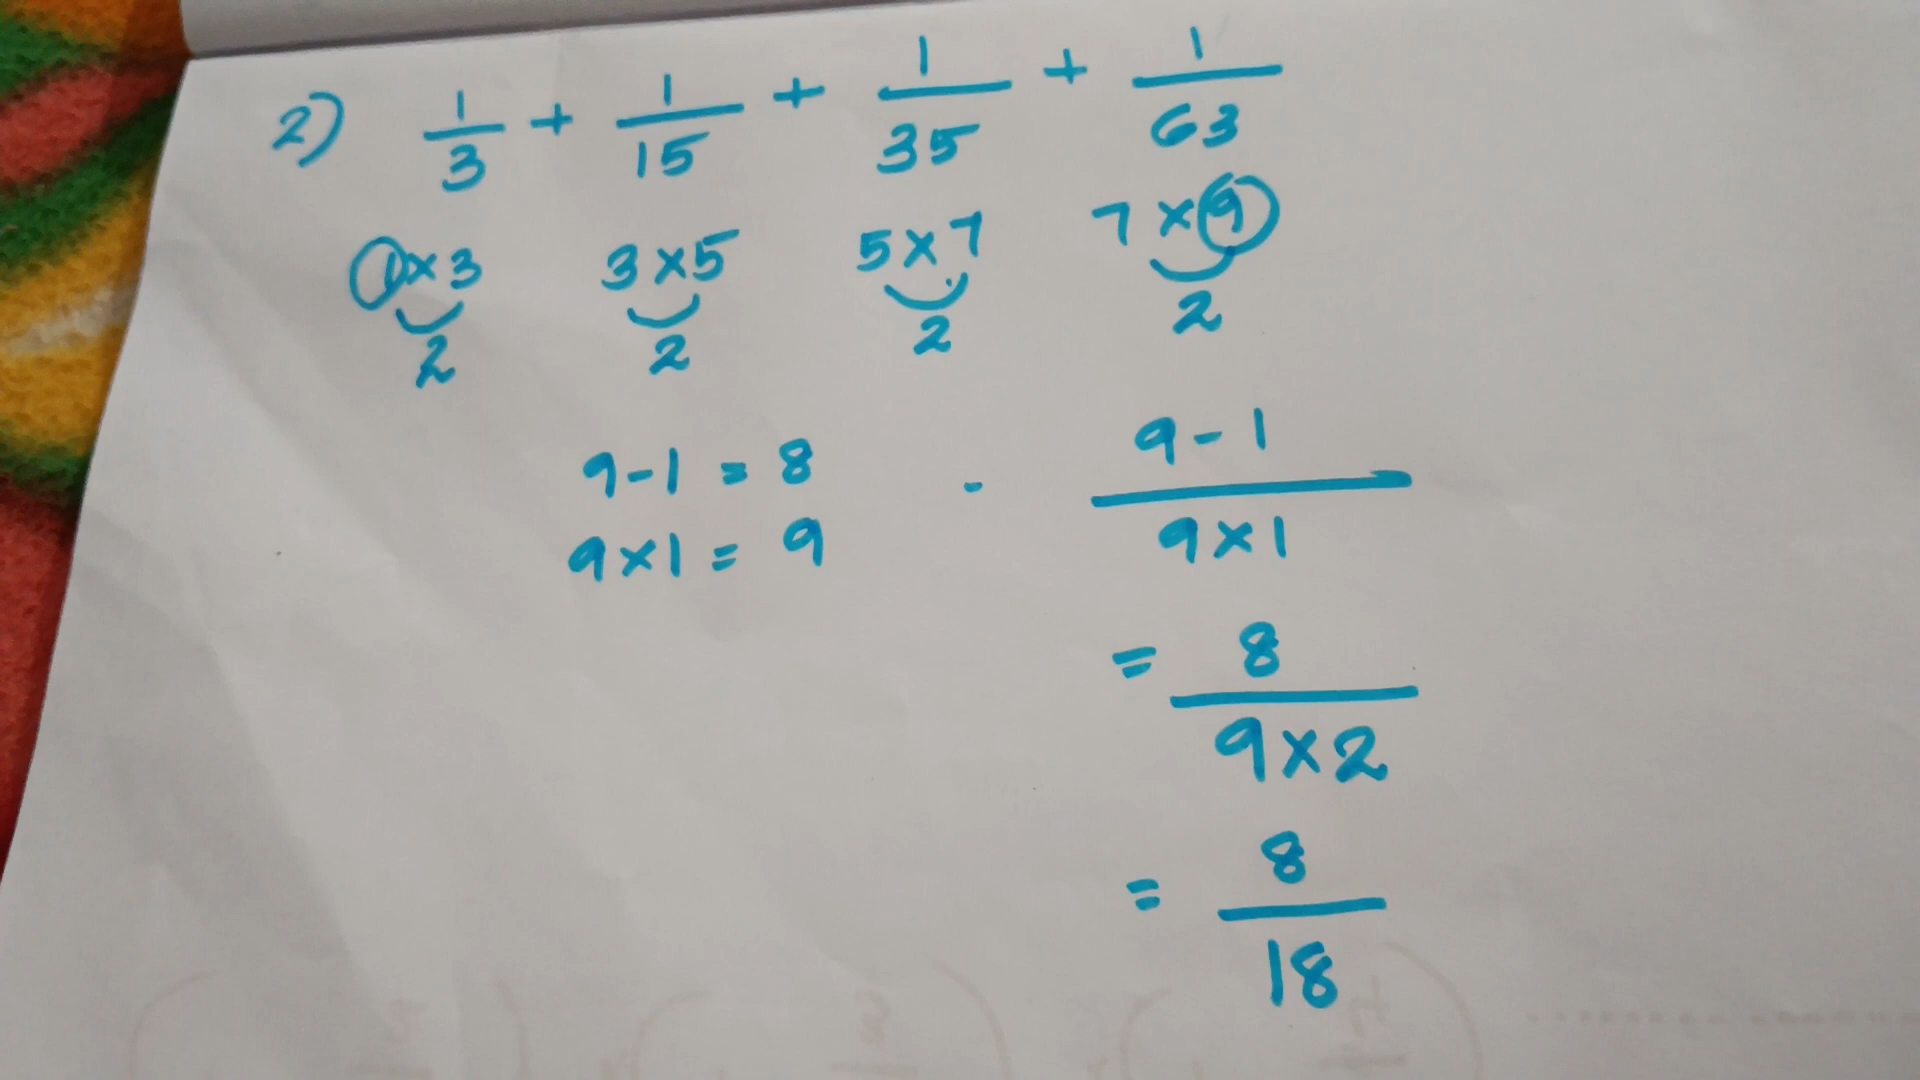 2) 1/3 + 1/15 + 1/35 + 1/63
1×3 3×5 5×7 7×9
2 2 2 2
9-1 = 8
9×1 = 9
9-1
9×1
= 8
9×2
= 8
18